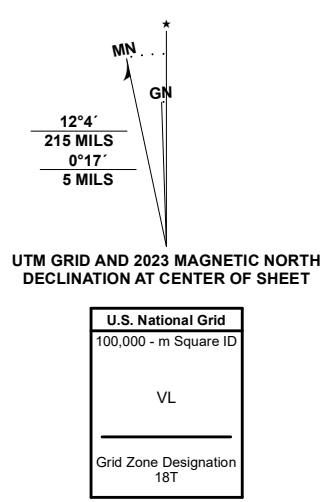 MN
GN
12°4´
215 MILS
0°17´
5 MILS
UTM GRID AND 2023 MAGNETIC NORTH
DECLINATION AT CENTER OF SHEET
U.S. National Grid
100,000 - m Square ID
VL
Grid Zone Designation
18T